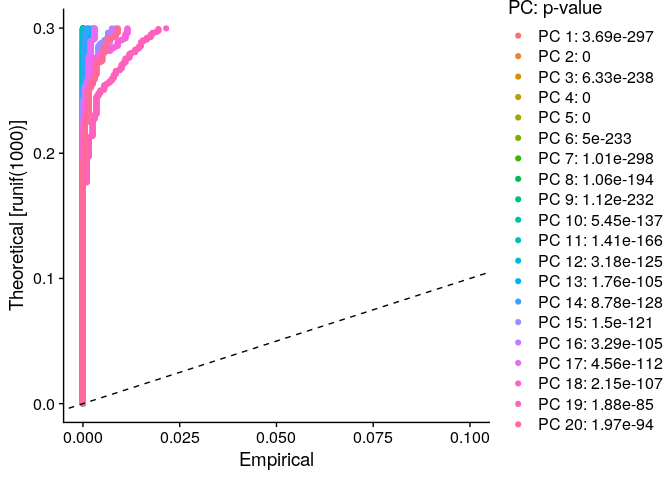 PC: p-value
PC 1: 3.69e-297
PC 2: 0
PC 3: 6.33e-238
PC 4: 0
PC 5: 0
PC 6: 5e-233
PC 7: 1.01e-298
PC 8: 1.06e-194
PC 9: 1.12e-232
PC 10: 5.45e-137
PC 11: 1.41e-166
PC 12: 3.18e-125
PC 13: 1.76e-105
PC 14: 8.78e-128
PC 15: 1.5e-121
PC 16: 3.29e-105
PC 17: 4.56e-112
PC 18: 2.15e-107
PC 19: 1.88e-85
PC 20: 1.97e-94
Theoretical [runif(1000)]
0.3
0.2
0.1
0.0
0.000 0.025 0.050 0.075 0.100
Empirical